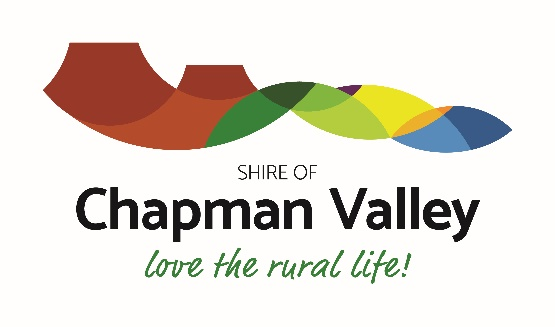 SHIRE OF
Chapman Valley
love the rural life!